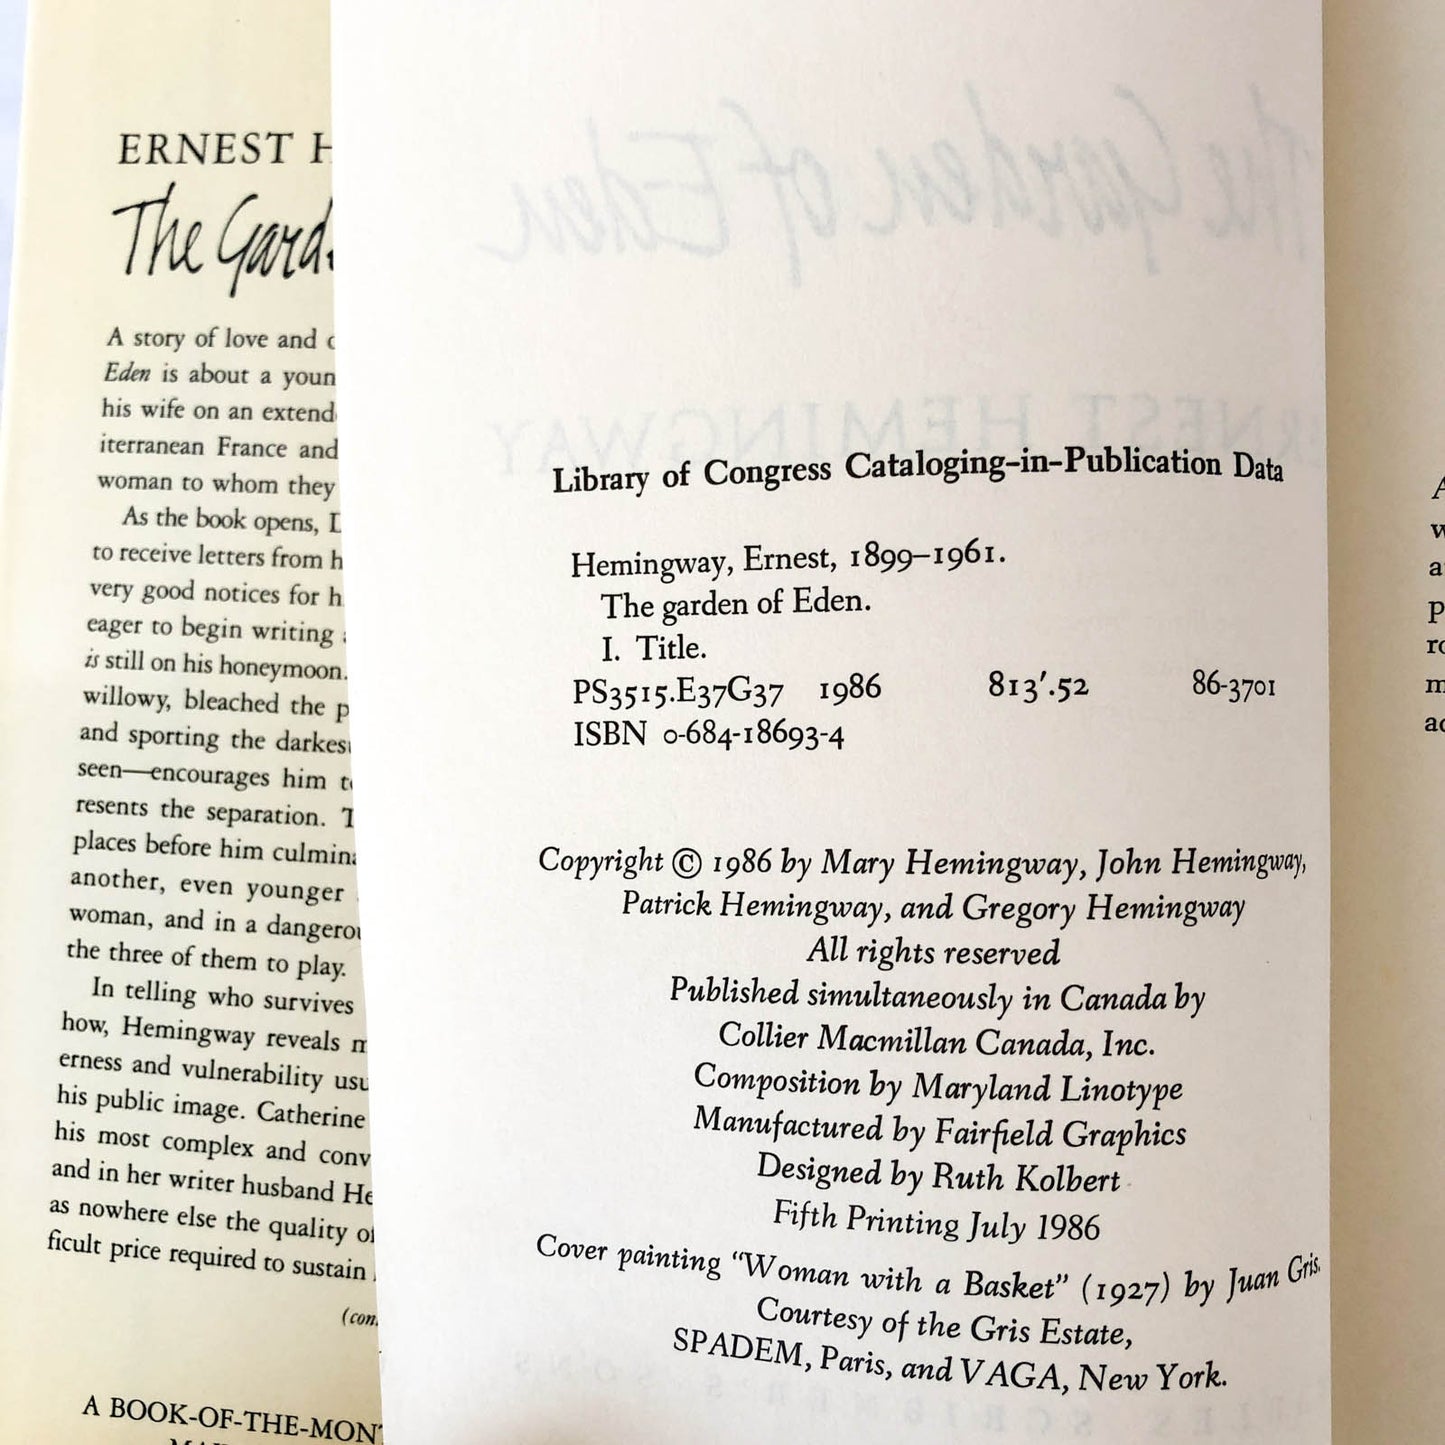 ERNEST H
The Gard
A story of love and
Eden is about a youn
his wife on an extend
iterranean France and
woman to whom they
As the book opens,
to receive letters from h
very good notices for h
eager to begin writing
is still on his honeymoon.
willowy, bleached the p
and sporting the darkes
seen—encourages him t
resents the separation. T
places before him culmin
another, even younger
woman, and in a dangero
the three of them to play.
In telling who survives
how, Hemingway reveals m
erness and vulnerability usu
his public image. Catherine
his most complex and conv
and in her writer husband He
as nowhere else the quality of
ficult price required to sustain
(con
A BOOK-OF-THE-MONT
The Garden of Eden
ERNEST HEMINGWAY
Library of Congress Cataloging-in-Publication Data
Hemingway, Ernest, 1899–1961.
The garden of Eden.
I. Title.
PS3515.E37G37 1986 813′.52 86-3701
ISBN 0-684-18693-4
Copyright © 1986 by Mary Hemingway, John Hemingway,
Patrick Hemingway, and Gregory Hemingway
All rights reserved
Published simultaneously in Canada by
Collier Macmillan Canada, Inc.
Composition by Maryland Linotype
Manufactured by Fairfield Graphics
Designed by Ruth Kolbert
Fifth Printing July 1986
Cover painting “Woman with a Basket” (1927) by Juan Gris.
Courtesy of the Gris Estate,
SPADEM, Paris, and VAGA, New York.